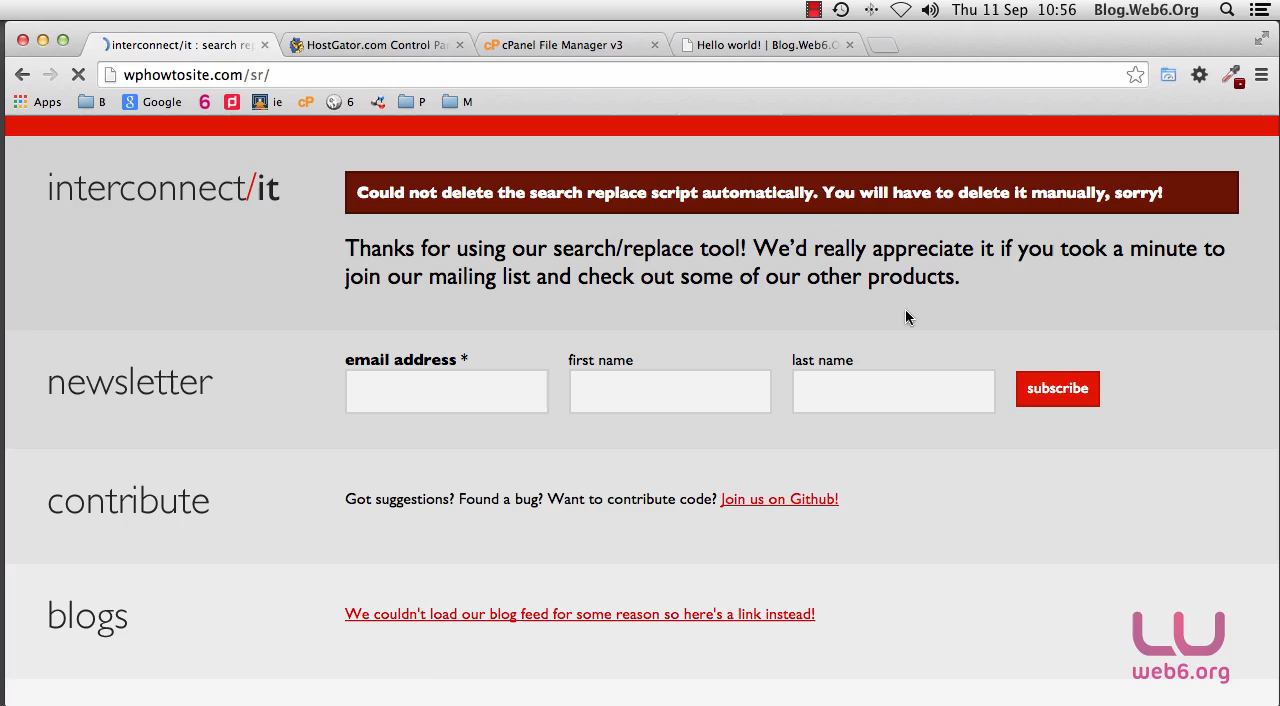 Thu 11 Sep 10:56 Blog.Web6.Org
interconnect/it : search rep
HostGator.com Control Pa
cP cPanel File Manager v3
Hello world! | Blog.Web6.O
wphowtosite.com/sr/
Apps B Google 6 ie cP 6 P M
interconnect/it
Could not delete the search replace script automatically. You will have to delete it manually, sorry!
Thanks for using our search/replace tool! We’d really appreciate it if you took a minute to
join our mailing list and check out some of our other products.
newsletter
email address * first name last name
subscribe
contribute
Got suggestions? Found a bug? Want to contribute code? Join us on Github!
blogs
We couldn't load our blog feed for some reason so here's a link instead!
web6.org